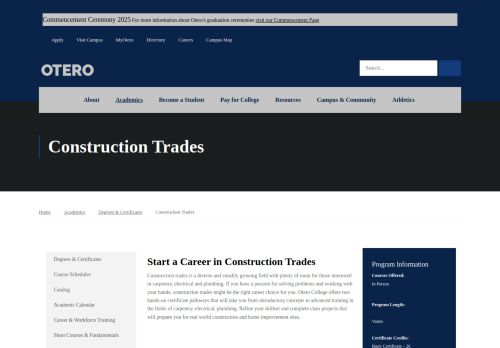 Commencement Ceremony 2025 For more information about Otero's graduation ceremonies visit our Commencement Page
Apply Visit Campus MyOtero Directory Careers Campus Map
OTERO
Search...
About Academics Become a Student Pay for College Resources Campus & Community Athletics
Construction Trades
Home Academics Degrees & Certificates Construction Trades
Degrees & Certificates
Course Schedules
Catalog
Academic Calendar
Career & Workforce Training
Short Courses & Fundamentals
Start a Career in Construction Trades
Construction trades is a diverse and steadily growing field with plenty of room for those interested
in carpentry, electrical and plumbing. If you have a passion for solving problems and working with
your hands, construction trades might be the right career choice for you. Otero College offers two
hands-on certificate pathways that will take you from introductory concepts to advanced training in
the fields of carpentry, electrical, plumbing. Refine your skillset and complete class projects that
will prepare you for real world construction and home improvement sites.
Program Information
Courses Offered:
In Person
Program Length:
Varies
Certificate Credits:
Basic Certificate – 26